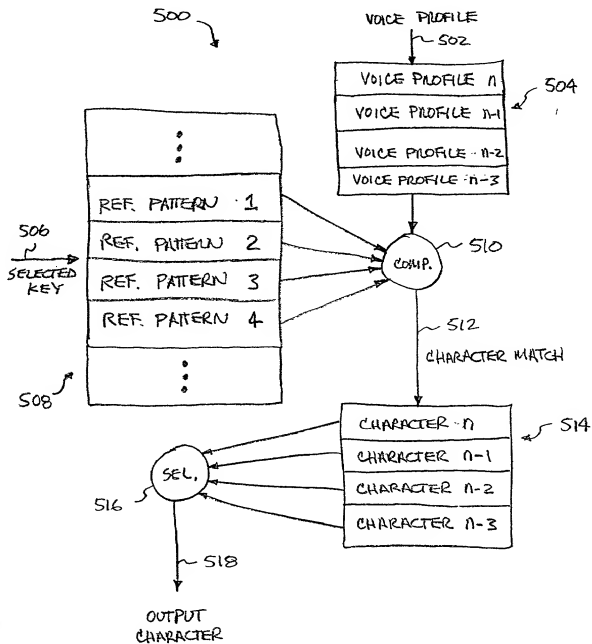 500
VOICE PROFILE
502
VOICE PROFILE n
VOICE PROFILE n-1
VOICE PROFILE n-2
VOICE PROFILE n-3
504
REF. PATTERN 1
REF. PATTERN 2
REF. PATTERN 3
REF. PATTERN 4
506
SELECTED
KEY
508
COMP.
510
512
CHARACTER MATCH
CHARACTER n
CHARACTER n-1
CHARACTER n-2
CHARACTER n-3
514
SEL.
516
518
OUTPUT
CHARACTER